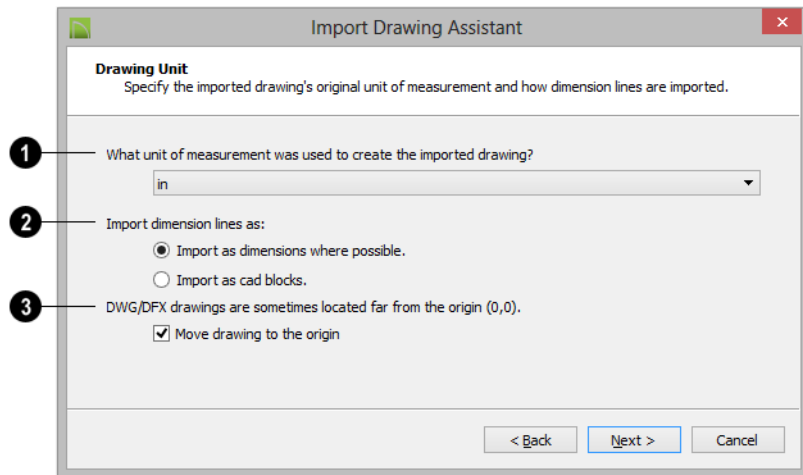 Import Drawing Assistant
×
Drawing Unit
Specify the imported drawing's original unit of measurement and how dimension lines are imported.
1 What unit of measurement was used to create the imported drawing?
in
2 Import dimension lines as:
Import as dimensions where possible.
Import as cad blocks.
3 DWG/DFX drawings are sometimes located far from the origin (0,0).
Move drawing to the origin
< Back Next > Cancel